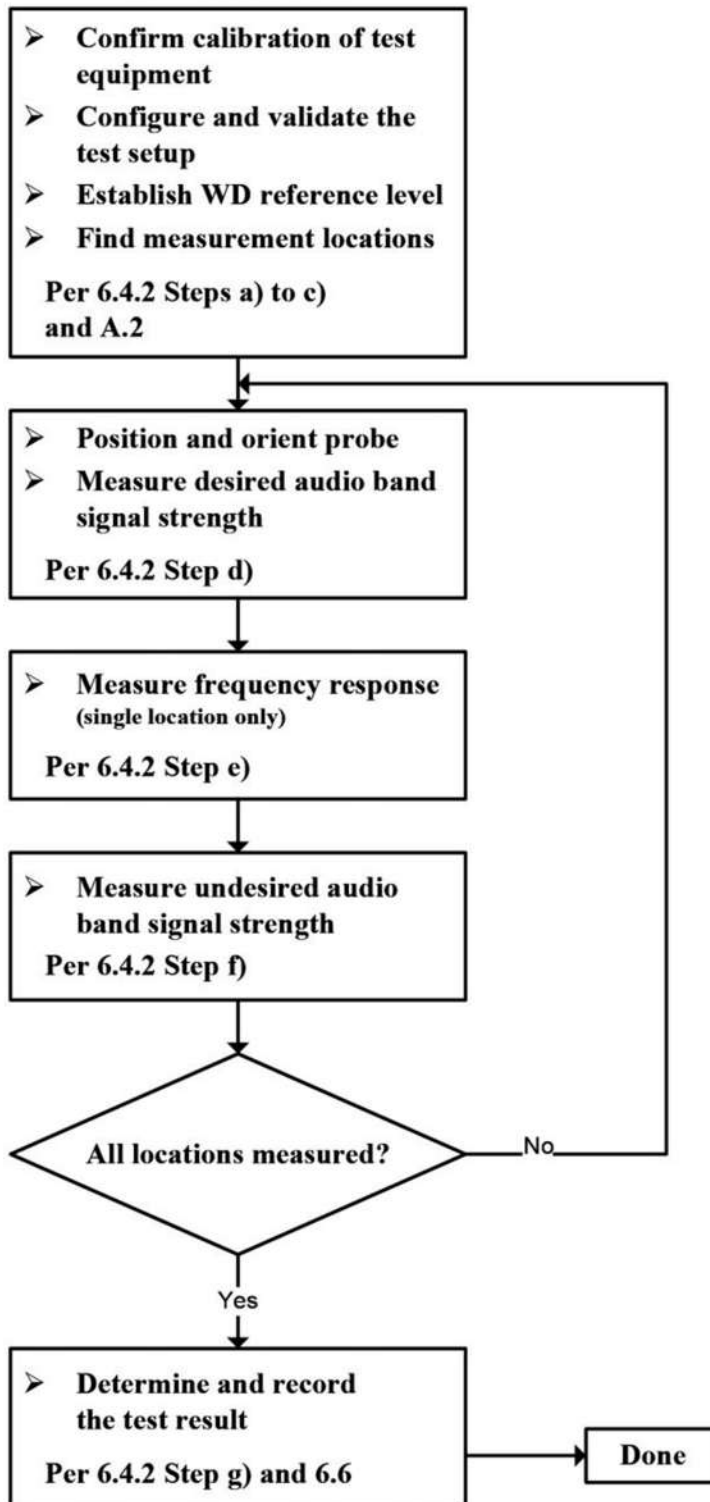 ➢ Confirm calibration of test
equipment
➢ Configure and validate the
test setup
➢ Establish WD reference level
➢ Find measurement locations
Per 6.4.2 Steps a) to c)
and A.2
➢ Position and orient probe
➢ Measure desired audio band
signal strength
Per 6.4.2 Step d)
➢ Measure frequency response
(single location only)
Per 6.4.2 Step e)
➢ Measure undesired audio
band signal strength
Per 6.4.2 Step f)
All locations measured?
No
Yes
➢ Determine and record
the test result
Per 6.4.2 Step g) and 6.6
Done